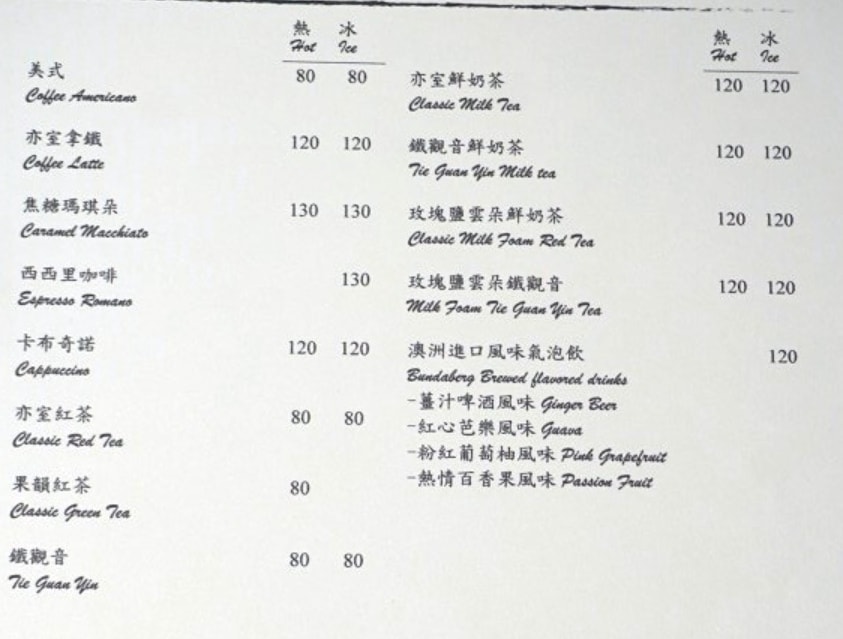 熱 冰
Hot Ice
美式 80 80
Coffee Americano
亦室拿鐵 120 120
Coffee Latte
焦糖瑪琪朵 130 130
Caramel Macchiato
西西里咖啡 130
Espresso Romano
卡布奇諾 120 120
Cappuccino
亦室紅茶 80 80
Classic Red Tea
果韻紅茶 80
Classic Green Tea
鐵觀音 80 80
Tie Guan Yin
熱 冰
Hot Ice
亦室鮮奶茶 120 120
Classic Milk Tea
鐵觀音鮮奶茶 120 120
Tie Guan Yin Milk tea
玫瑰鹽雲朵鮮奶茶 120 120
Classic Milk Foam Red Tea
玫瑰鹽雲朵鐵觀音 120 120
Milk Foam Tie Guan Yin Tea
澳洲進口風味氣泡飲 120
Bundaberg Brewed flavored drinks
-薑汁啤酒風味 Ginger Beer
-紅心芭樂風味 Guava
-粉紅葡萄柚風味 Pink Grapefruit
-熱情百香果風味 Passion Fruit